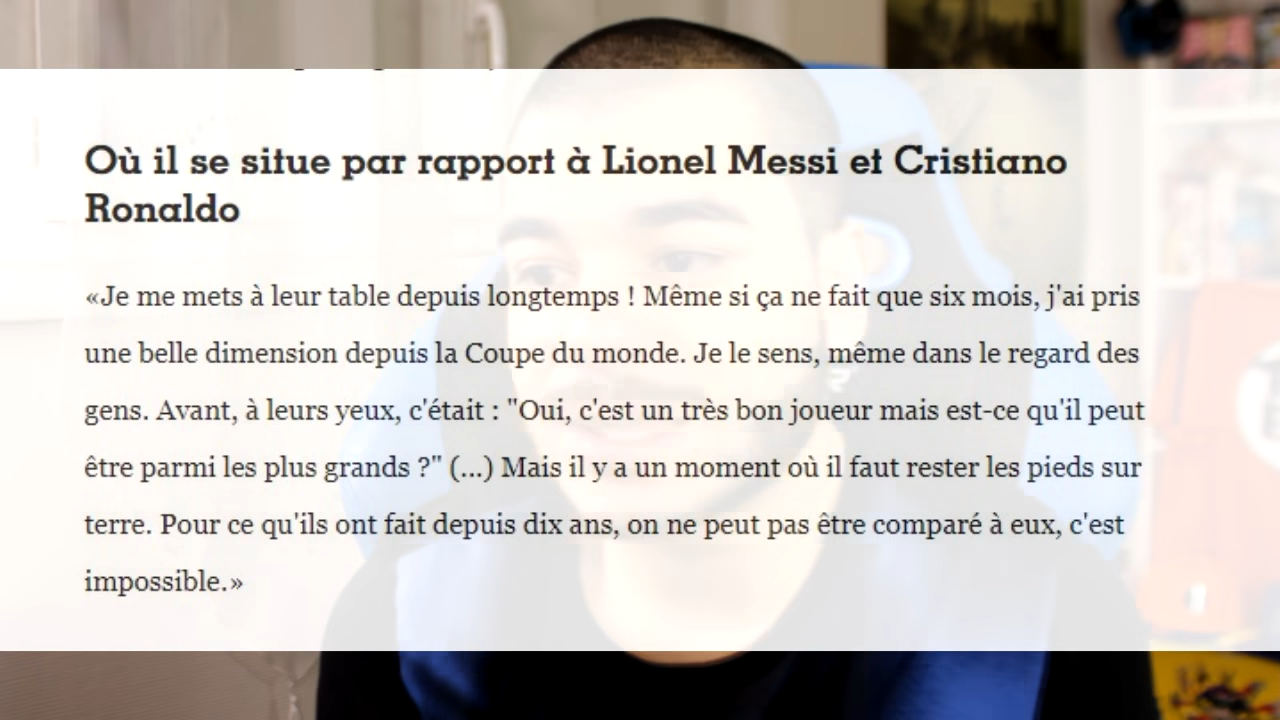 Où il se situe par rapport à Lionel Messi et Cristiano
Ronaldo
«Je me mets à leur table depuis longtemps ! Même si ça ne fait que six mois, j'ai pris
une belle dimension depuis la Coupe du monde. Je le sens, même dans le regard des
gens. Avant, à leurs yeux, c'était : "Oui, c'est un très bon joueur mais est-ce qu'il peut
être parmi les plus grands ?" (...) Mais il y a un moment où il faut rester les pieds sur
terre. Pour ce qu'ils ont fait depuis dix ans, on ne peut pas être comparé à eux, c'est
impossible.»